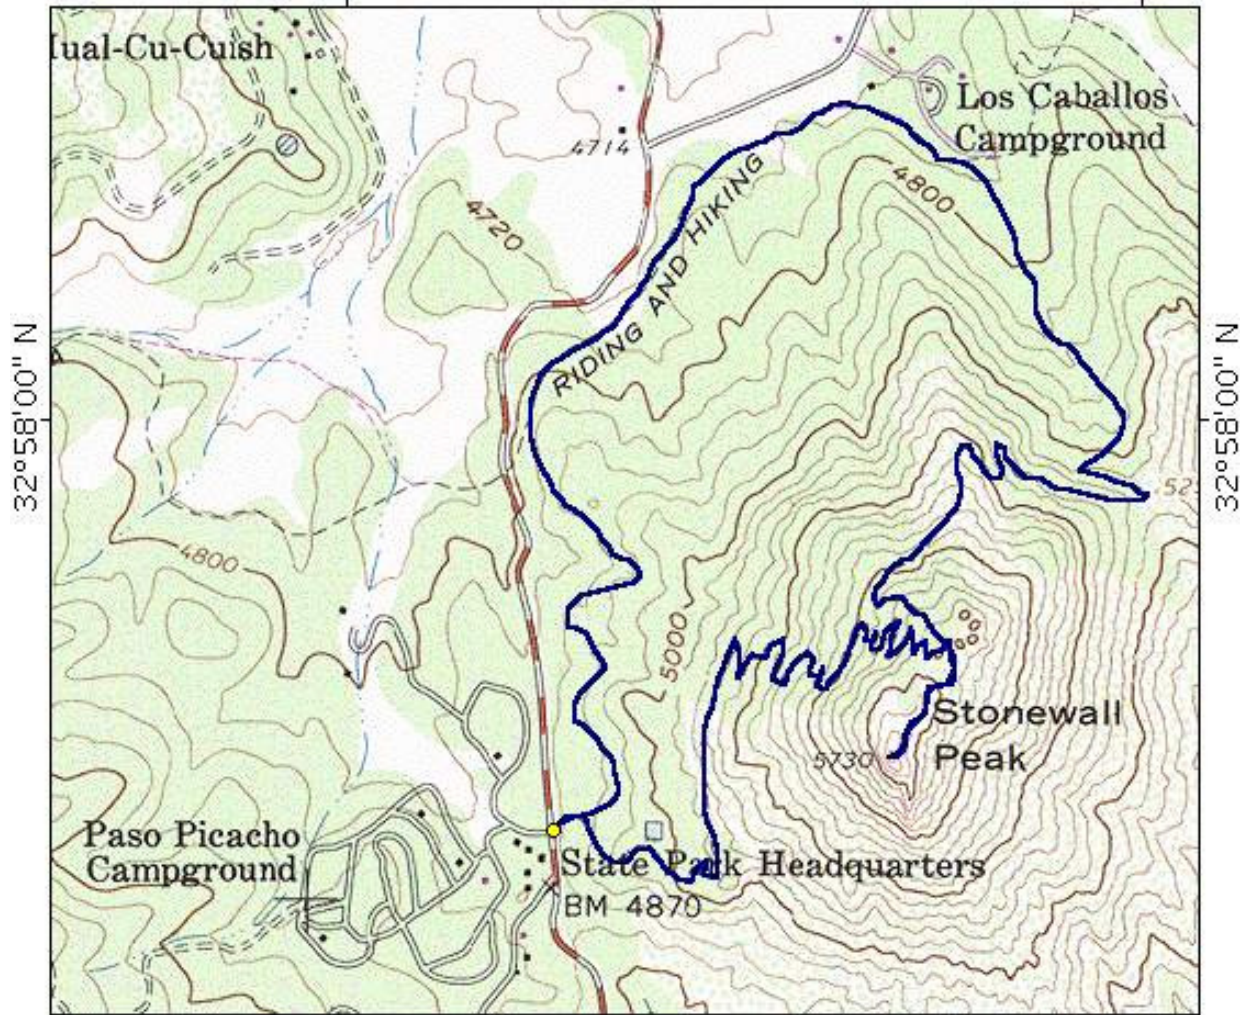 Iual-Cu-Cuish
Los Caballos
Campground
4714
4800
4720
RIDING AND HIKING
32°58'00" N
32°58'00" N
4800
5000
Stonewall
Peak
5730
Paso Picacho
Campground
State Park Headquarters
BM 4870